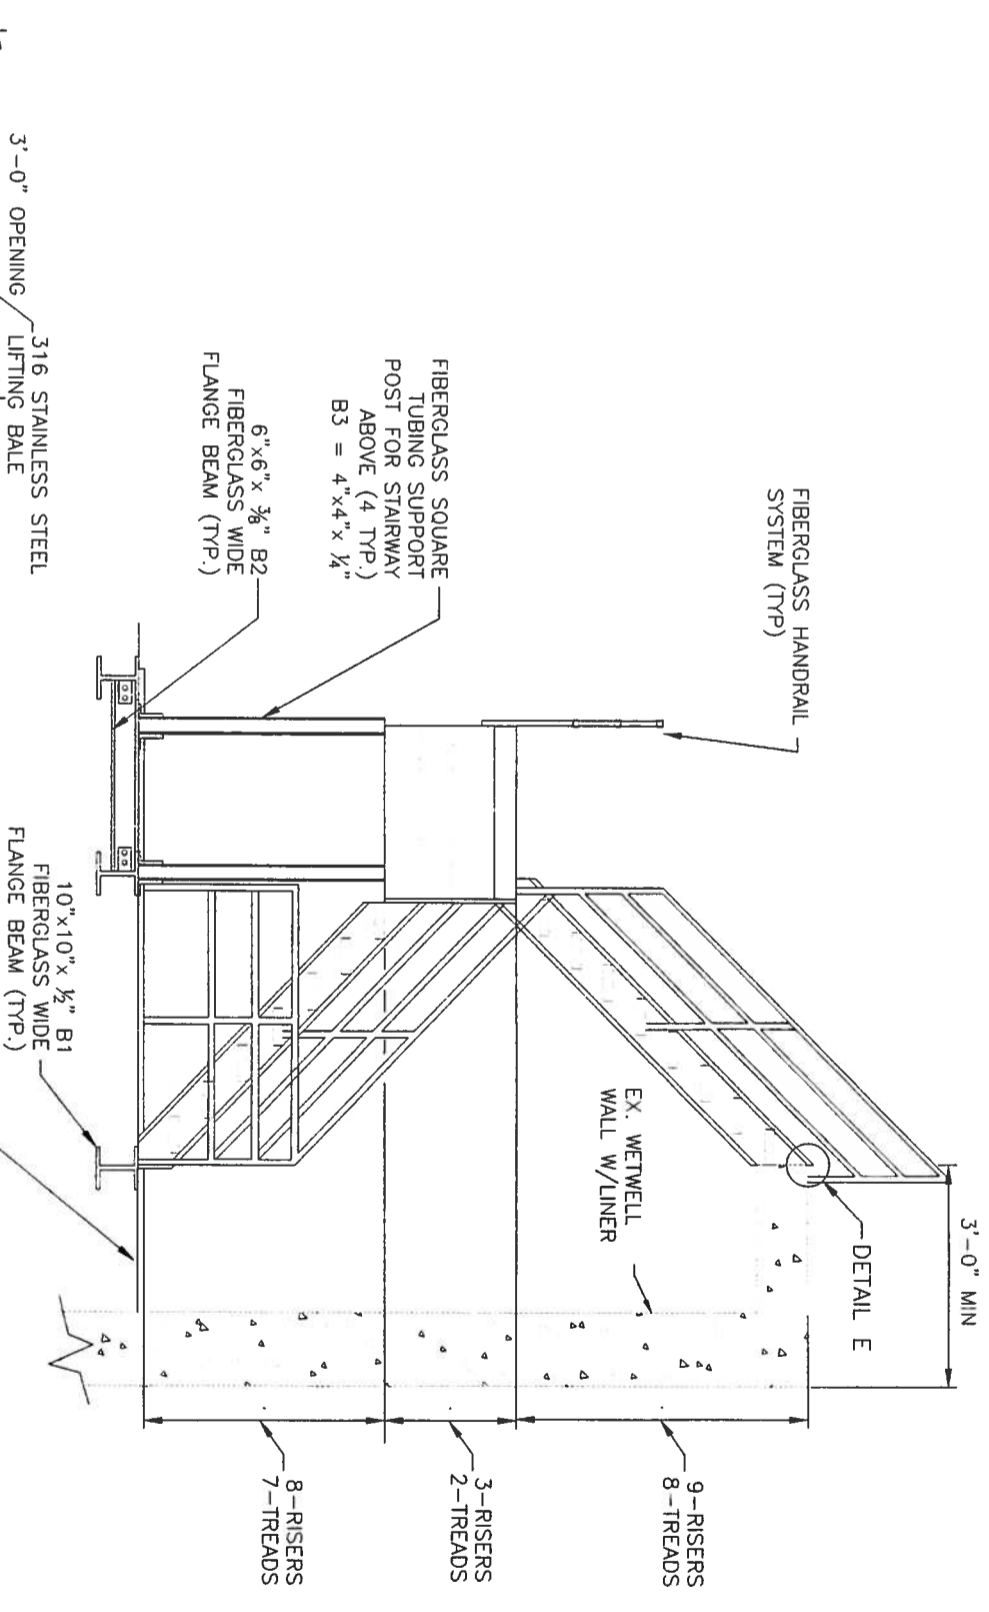 3'-0" MIN
FIBERGLASS HANDRAIL
SYSTEM (TYP)
DETAIL E
9-RISERS
8-TREADS
EX. WETWELL
WALL W/LINER
FIBERGLASS SQUARE
TUBING SUPPORT
POST FOR STAIRWAY
ABOVE (4 TYP.)
B3 = 4"x4"x ¼"
3-RISERS
2-TREADS
6"x6"x ⅜" B2
FIBERGLASS WIDE
FLANGE BEAM (TYP.)
8-RISERS
7-TREADS
10"x10"x ½" B1
FIBERGLASS WIDE
FLANGE BEAM (TYP.)
316 STAINLESS STEEL
LIFTING BALE
3'-0" OPENING